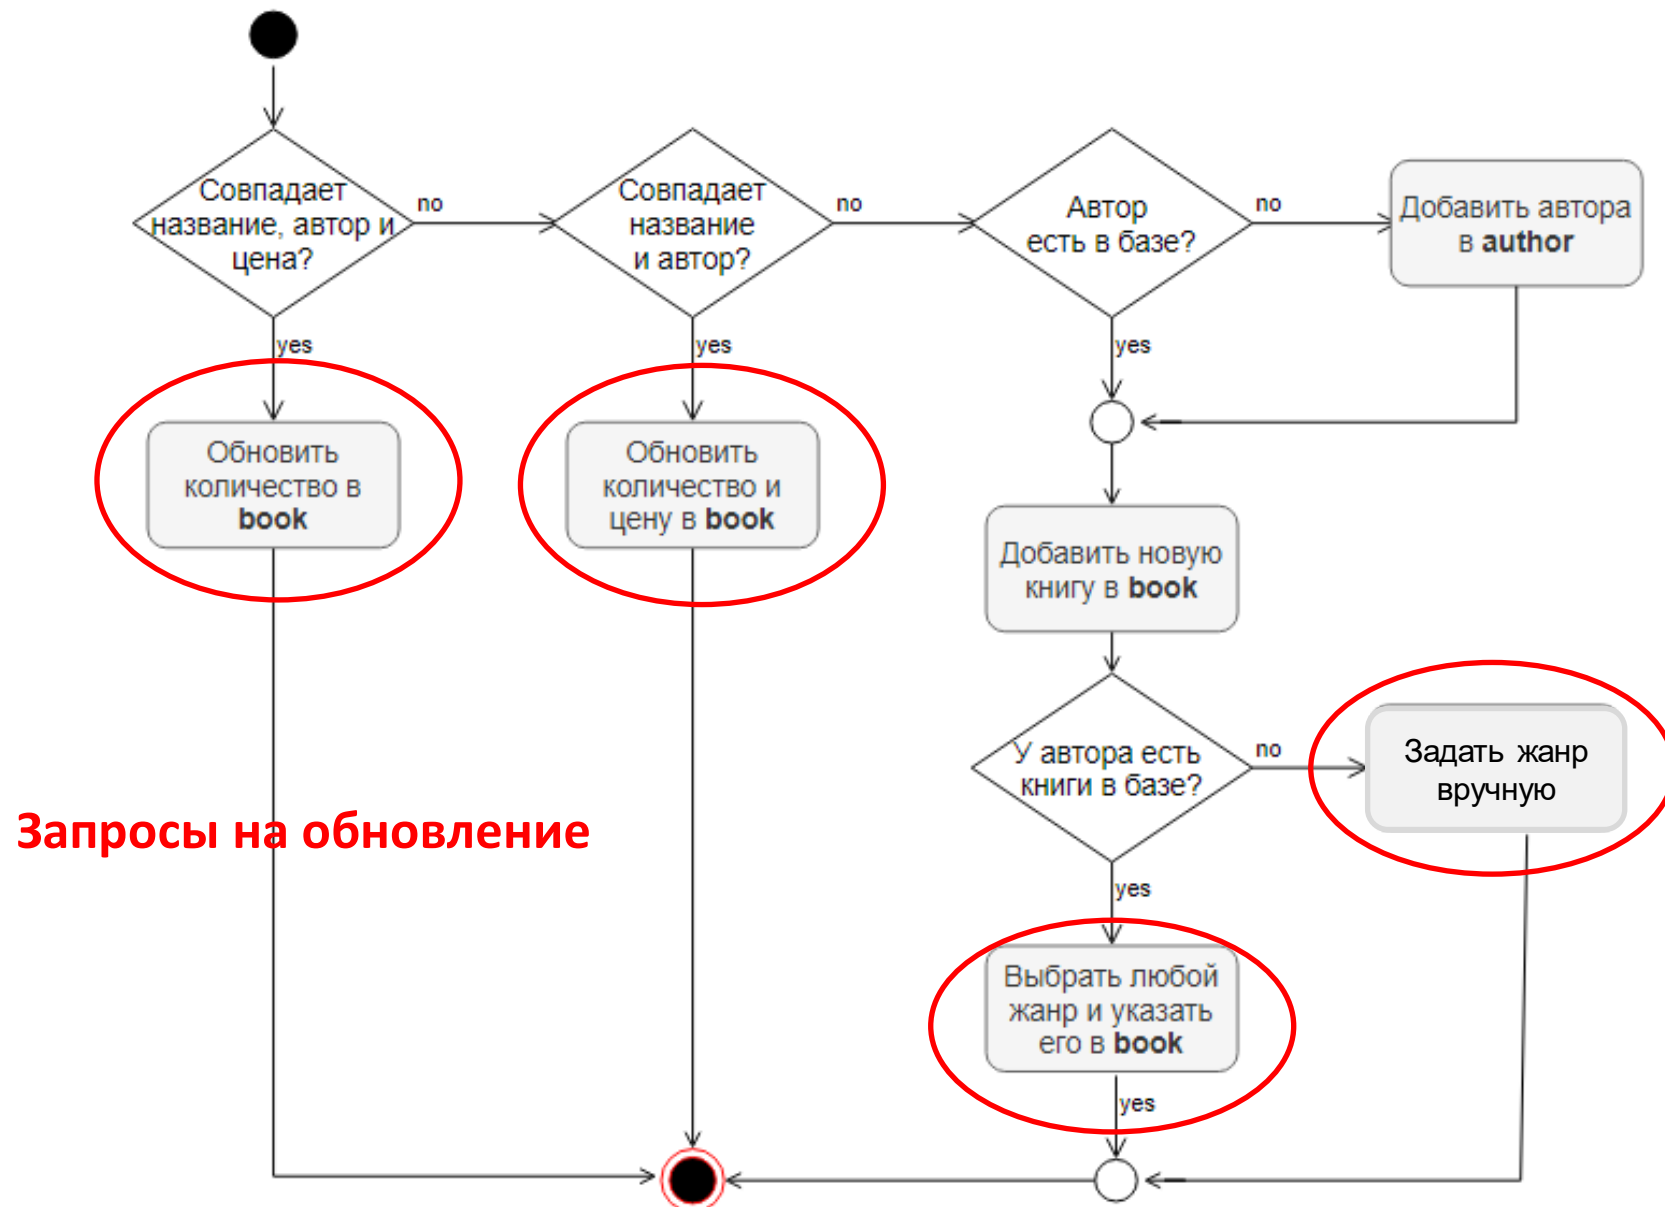 Совпадает
название, автор и
цена?
no
Совпадает
название
и автор?
no
Автор
есть в базе?
no
Добавить автора
в author
yes
yes
yes
Обновить
количество в
book
Обновить
количество и
цену в book
Добавить новую
книгу в book
У автора есть
книги в базе?
no
Задать жанр
вручную
Запросы на обновление
yes
Выбрать любой
жанр и указать
его в book
yes